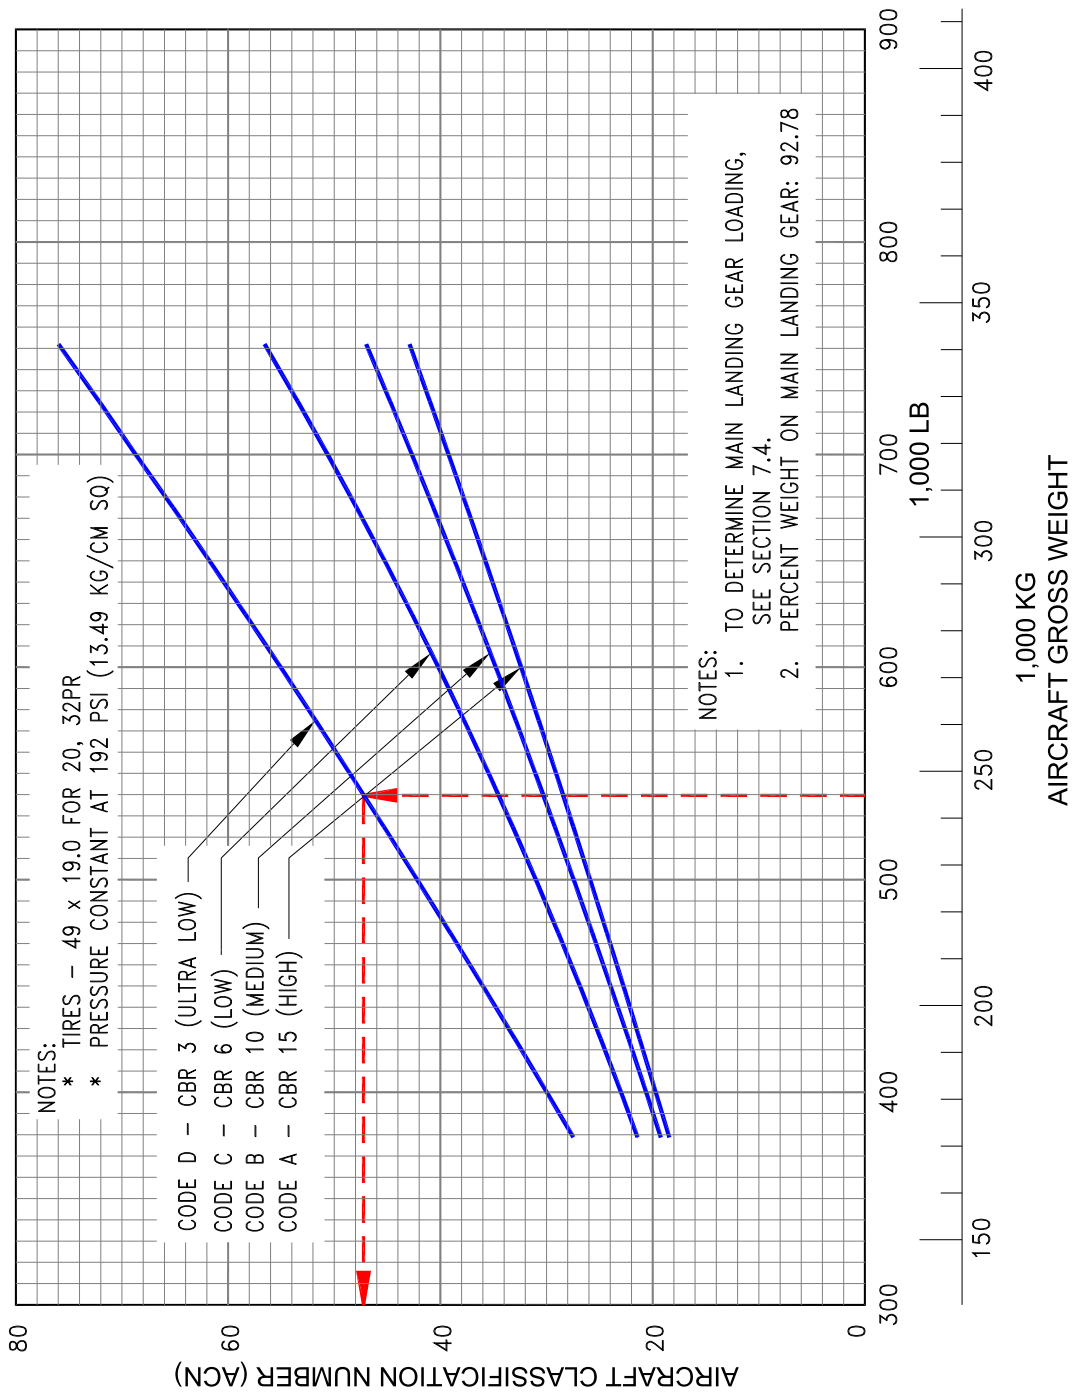 NOTES:
* TIRES - 49 x 19.0 FOR 20, 32PR
* PRESSURE CONSTANT AT 192 PSI (13.49 KG/CM SQ)
CODE D - CBR 3 (ULTRA LOW)
CODE C - CBR 6 (LOW)
CODE B - CBR 10 (MEDIUM)
CODE A - CBR 15 (HIGH)
NOTES:
1. TO DETERMINE MAIN LANDING GEAR LOADING,
SEE SECTION 7.4.
2. PERCENT WEIGHT ON MAIN LANDING GEAR: 92.78
AIRCRAFT CLASSIFICATION NUMBER (ACN)
80
60
40
20
0
300 400 500 600 700 800 900
1,000 LB
150 200 250 300 350 400
1,000 KG
AIRCRAFT GROSS WEIGHT